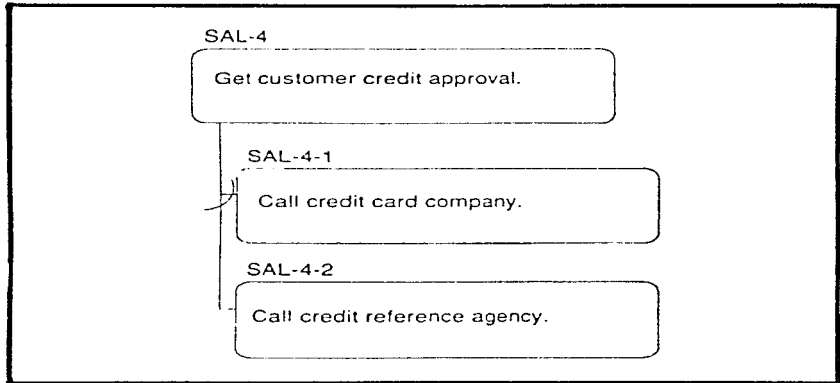 SAL-4
Get customer credit approval.
SAL-4-1
Call credit card company.
SAL-4-2
Call credit reference agency.